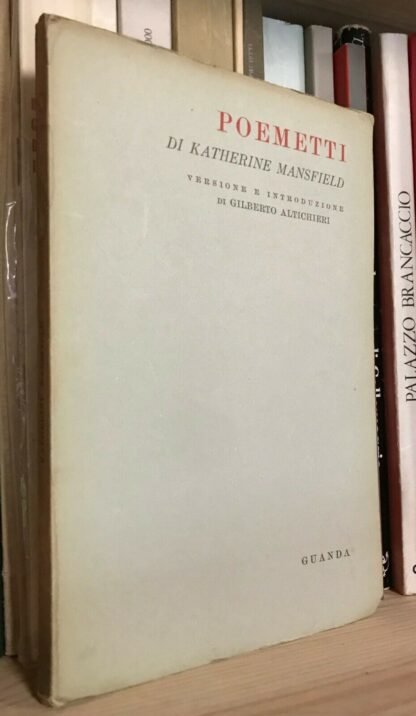 POEMETTI
DI KATHERINE MANSFIELD
VERSIONE E INTRODUZIONE
DI GILBERTO ALTICHIERI
GUANDA
PALAZZO BRANCACCIO